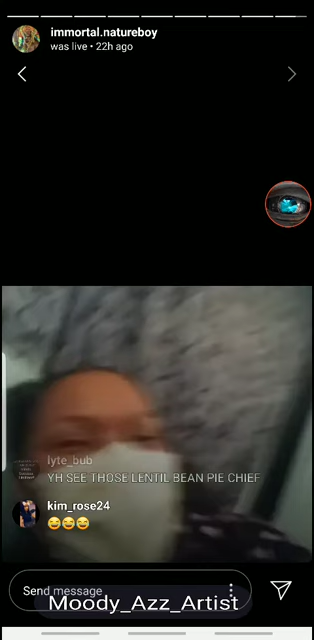 immortal.natureboy
was live • 22h ago
lyte_bub
YH SEE THOSE LENTIL BEAN PIE CHIEF
kim_rose24
😂😂😂
Send message
Moody_Azz_Artist